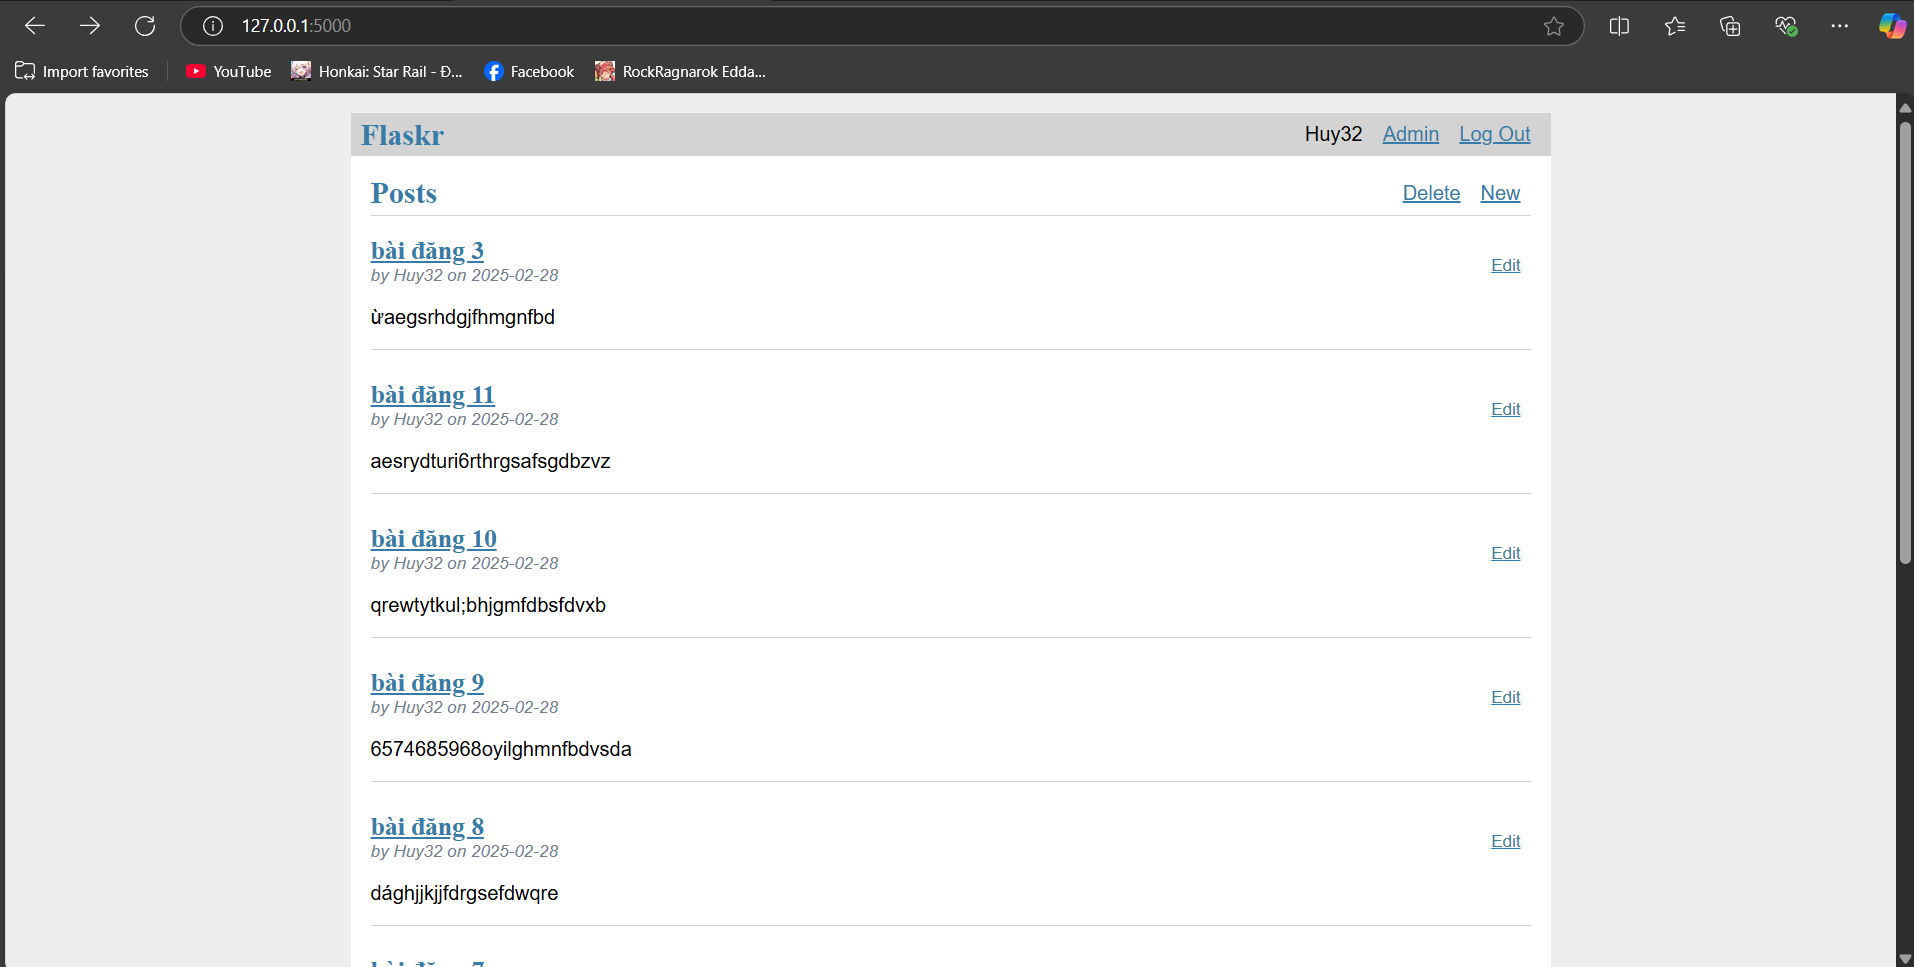 127.0.0.1:5000
Import favorites YouTube Honkai: Star Rail - Đ... Facebook RockRagnarok Edda...
Flaskr Huy32 Admin Log Out
Posts Delete New
bài đăng 3
by Huy32 on 2025-02-28 Edit
ừaegsrhdgjfhmgnfbd
bài đăng 11
by Huy32 on 2025-02-28 Edit
aesrydturi6rthrgsafsgdbzvz
bài đăng 10
by Huy32 on 2025-02-28 Edit
qrewtytkul;bhjgmfdbsfdvxb
bài đăng 9
by Huy32 on 2025-02-28 Edit
6574685968oyilghmnfbdvsda
bài đăng 8
by Huy32 on 2025-02-28 Edit
dághjjkjjfdrgsefdwqre